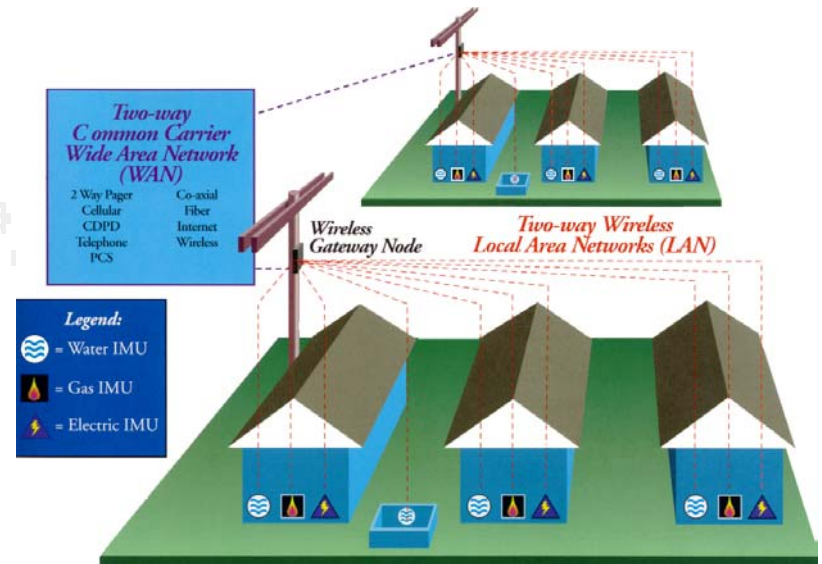 Two-way
Common Carrier
Wide Area Network
(WAN)
2 Way Pager Co-axial
Cellular Fiber
CDPD Internet
Telephone Wireless
PCS
Wireless
Gateway Node
Two-way Wireless
Local Area Networks (LAN)
Legend:
= Water IMU
= Gas IMU
= Electric IMU